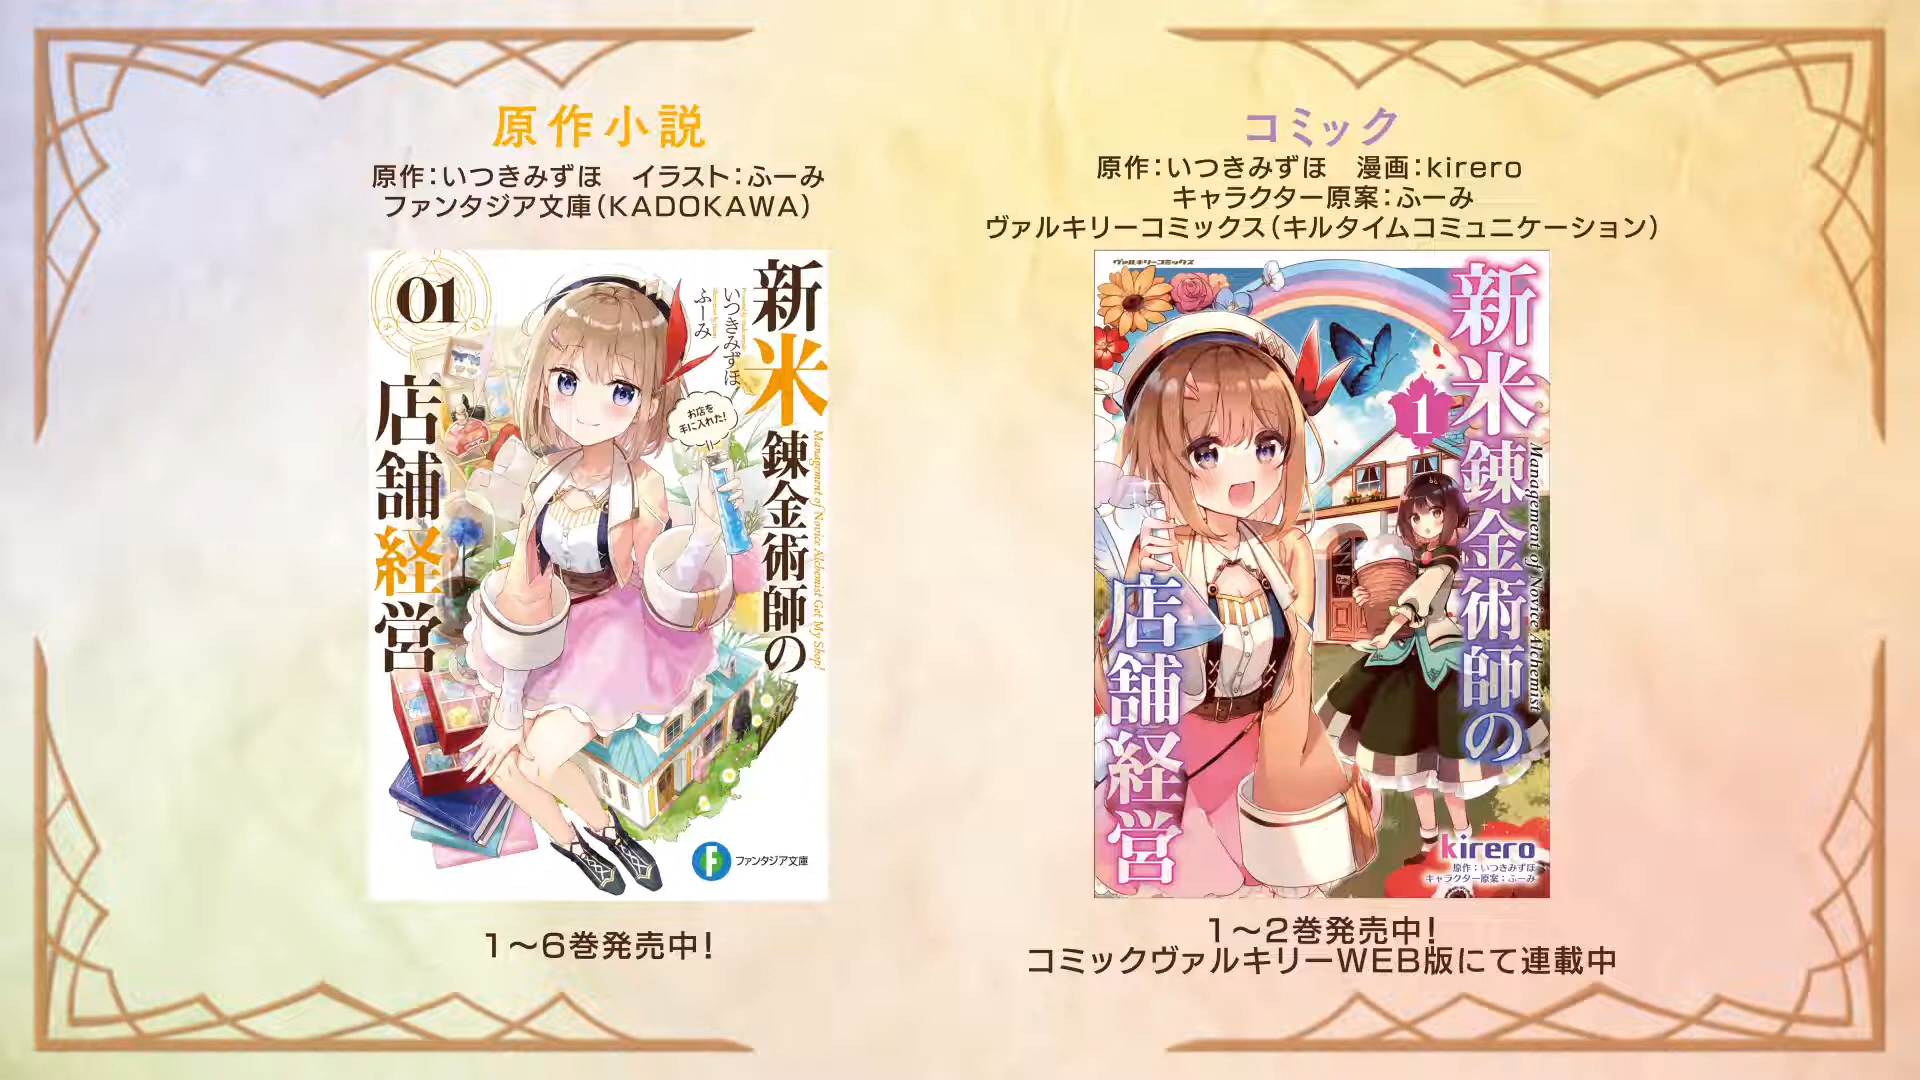 原作小説
原作:いつきみずほ　イラスト:ふーみ
ファンタジア文庫(KADOKAWA)
01
新米錬金術師の
店舗経営
いつきみずほ
ふーみ
お店を
手に入れた!
Management of Novice Alchemist Get My Shop!
F
ファンタジア文庫
1〜6巻発売中!
コミック
原作:いつきみずほ　漫画:kirero
キャラクター原案:ふーみ
ヴァルキリーコミックス(キルタイムコミュニケーション)
ヴァルキリーコミックス
新米錬金術師の
店舗経営
1
Management of Novice Alchemist
kirero
原作:いつきみずほ
キャラクター原案:ふーみ
1〜2巻発売中!
コミックヴァルキリーWEB版にて連載中